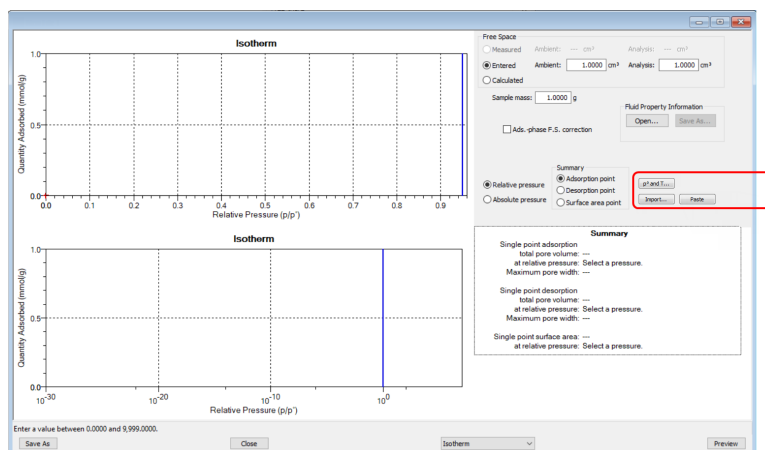 Isotherm
Quantity Adsorbed (mmol/g)
1.0
0.5
0.0
0.0 0.1 0.2 0.3 0.4 0.5 0.6 0.7 0.8 0.9
Relative Pressure (p/p°)
Isotherm
Quantity Adsorbed (mmol/g)
1.0
0.5
0.0
10^-30 10^-20 10^-10 10^0
Relative Pressure (p/p°)
Free Space
Measured Ambient: --- cm³ Analysis: --- cm³
Entered Ambient: 1.0000 cm³ Analysis: 1.0000 cm³
Calculated
Sample mass: 1.0000 g
Fluid Property Information
Open... Save As...
Ads.-phase F.S. correction
Summary
Relative pressure
Absolute pressure
Adsorption point
Desorption point
Surface area point
p° and T...
Import... Paste
Summary
Single point adsorption
total pore volume: ---
at relative pressure: Select a pressure.
Maximum pore width: ---
Single point desorption
total pore volume: ---
at relative pressure: Select a pressure.
Maximum pore width: ---
Single point surface area: ---
at relative pressure: Select a pressure.
Enter a value between 0.0000 and 9,999.0000.
Save As Close Isotherm Preview